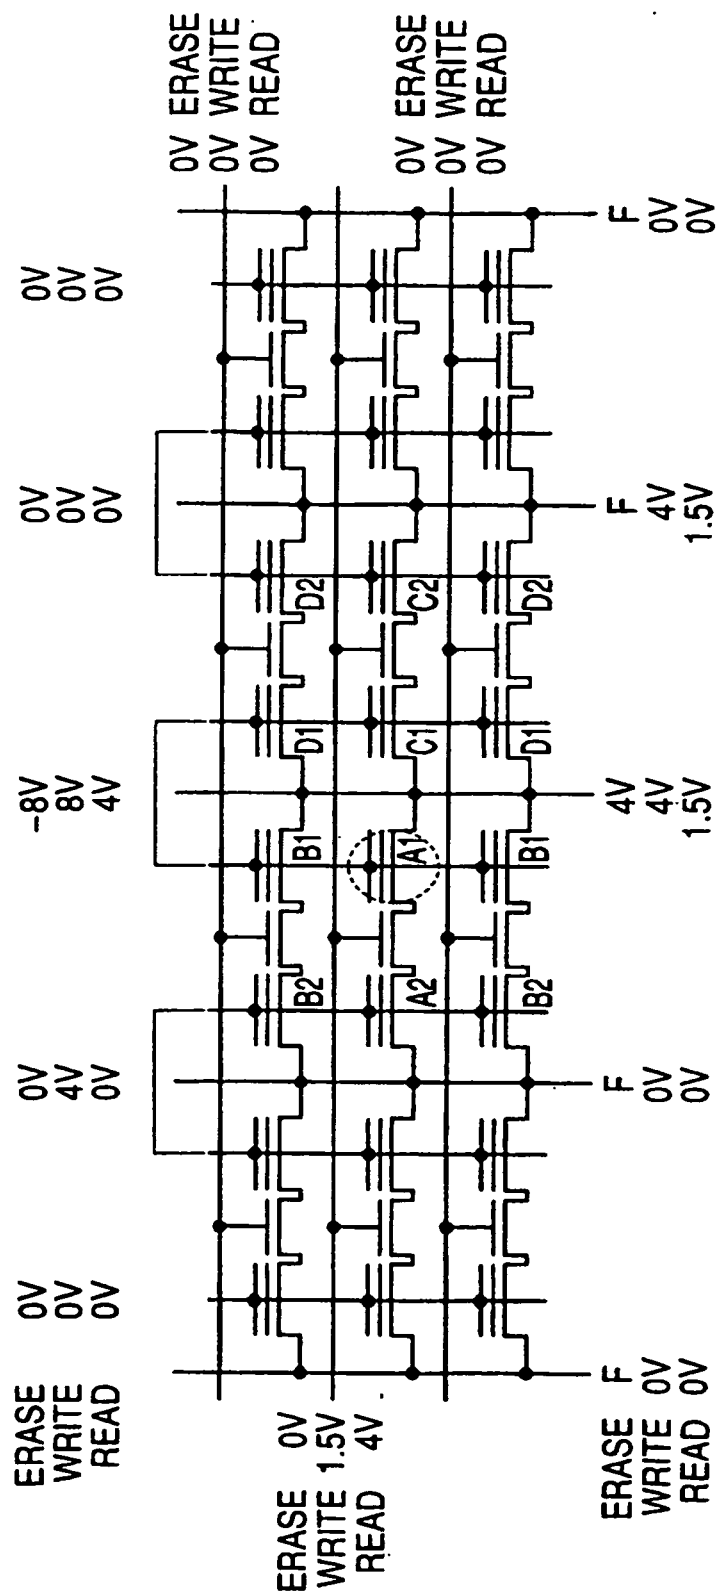 ERASE 0V 0V -8V 0V 0V
WRITE 0V 4V 8V 0V 0V
READ 0V 0V 4V 0V 0V
0V ERASE
0V WRITE
0V READ
B2 B1 D1 D2
ERASE 0V
WRITE 1.5V
READ 4V
A2 A1 C1 C2
0V ERASE
0V WRITE
0V READ
B2 B1 D1 D2
ERASE F F 4V F F
WRITE 0V 0V 4V 4V 0V
READ 0V 0V 1.5V 1.5V 0V